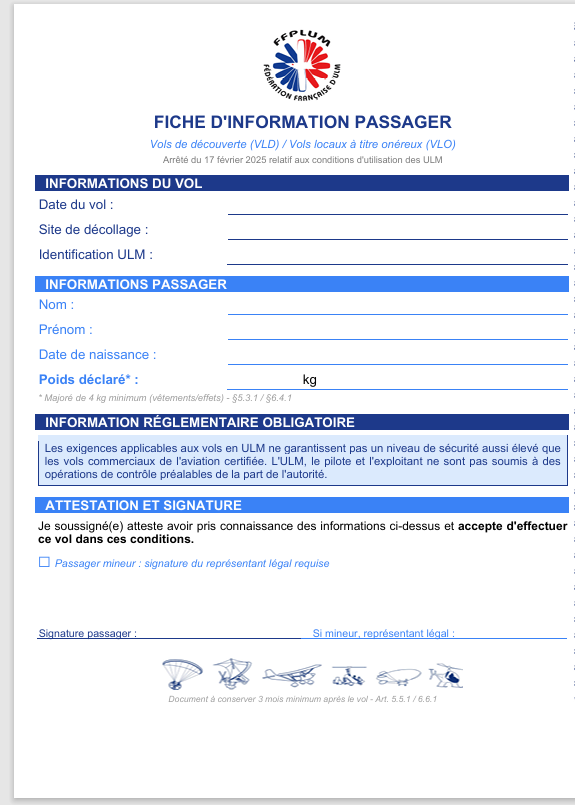 FFPLUM
FÉDÉRATION FRANÇAISE D'ULM
FICHE D'INFORMATION PASSAGER
Vols de découverte (VLD) / Vols locaux à titre onéreux (VLO)
Arrêté du 17 février 2025 relatif aux conditions d'utilisation des ULM
INFORMATIONS DU VOL
Date du vol :
Site de décollage :
Identification ULM :
INFORMATIONS PASSAGER
Nom :
Prénom :
Date de naissance :
Poids déclaré* : kg
* Majoré de 4 kg minimum (vêtements/effets) - §5.3.1 / §6.4.1
INFORMATION RÉGLEMENTAIRE OBLIGATOIRE
Les exigences applicables aux vols en ULM ne garantissent pas un niveau de sécurité aussi élevé que
les vols commerciaux de l'aviation certifiée. L'ULM, le pilote et l'exploitant ne sont pas soumis à des
opérations de contrôle préalables de la part de l'autorité.
ATTESTATION ET SIGNATURE
Je soussigné(e) atteste avoir pris connaissance des informations ci-dessus et accepte d'effectuer
ce vol dans ces conditions.
☐ Passager mineur : signature du représentant légal requise
Signature passager : Si mineur, représentant légal :
Document à conserver 3 mois minimum après le vol - Art. 5.5.1 / 6.6.1